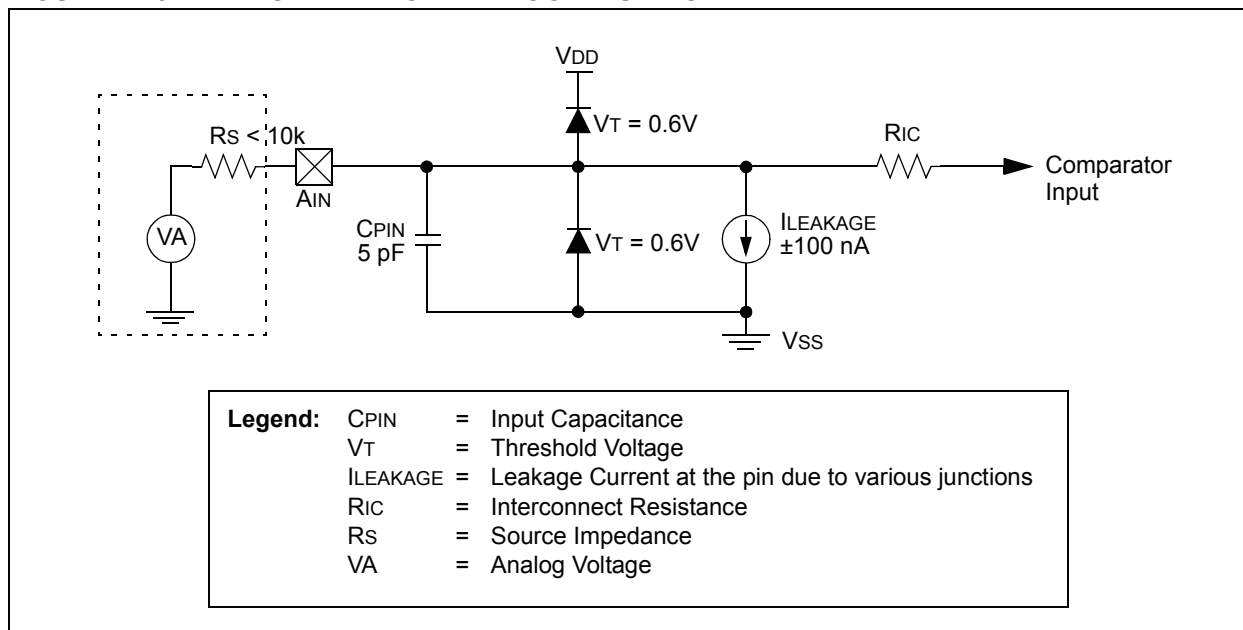 VDD
VT = 0.6V
RS < 10k
RIC
AIN
Comparator
Input
CPIN
5 pF
VA
VT = 0.6V
ILEAKAGE
±100 nA
VSS
Legend: CPIN = Input Capacitance
VT = Threshold Voltage
ILEAKAGE = Leakage Current at the pin due to various junctions
RIC = Interconnect Resistance
RS = Source Impedance
VA = Analog Voltage